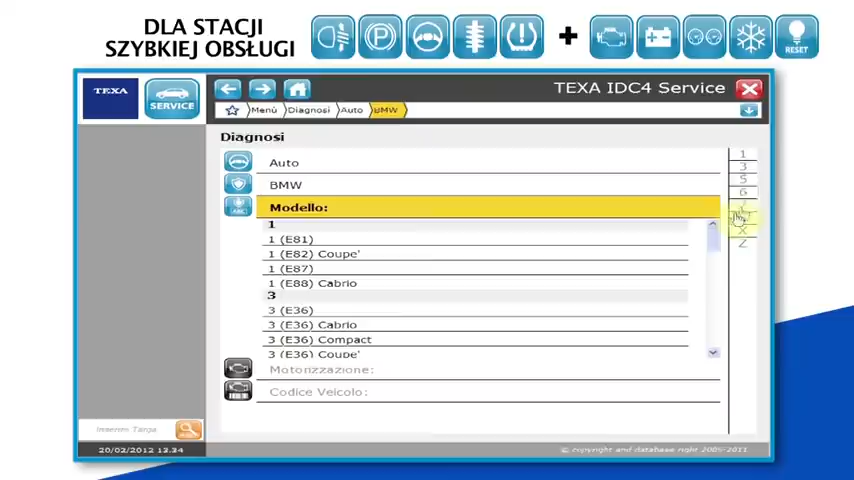 DLA STACJI
SZYBKIEJ OBSŁUGI
RESET
TEXA
SERVICE
TEXA IDC4 Service
Menù
Diagnosi
Auto
BMW
Diagnosi
Auto
BMW
ABC
Modello:
1
1 (E81)
1 (E82) Coupe'
1 (E87)
1 (E88) Cabrio
3
3 (E36)
3 (E36) Cabrio
3 (E36) Compact
3 (E36) Coupe'
Motorizzazione:
Codice Veicolo:
1
3
5
6
X
Z
Inserire Targa
20/02/2012 13.34
© copyright and database right 2005-2011